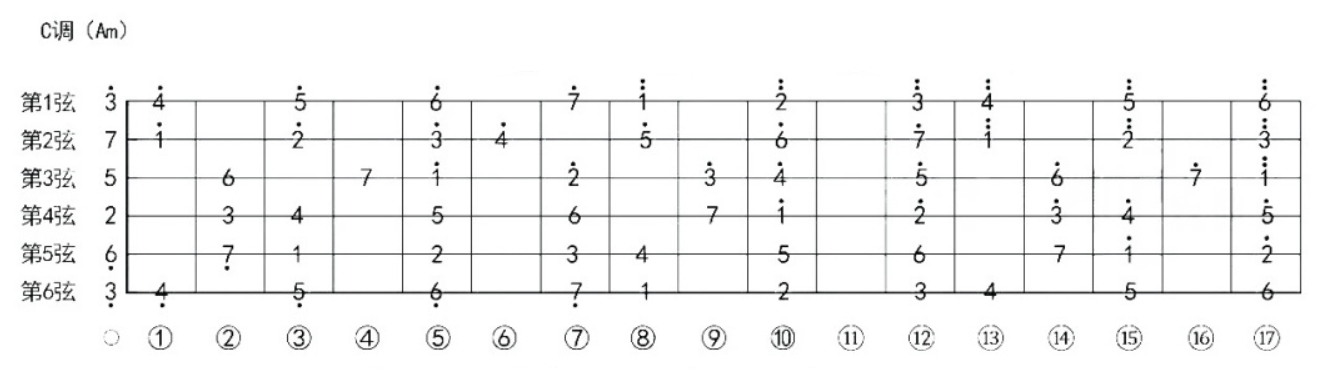 C调（Am）
第1弦 3 4 5 6 7 1 2 3 4 5 6
第2弦 7 1 2 3 4 5 6 7 1 2 3
第3弦 5 6 7 1 2 3 4 5 6 7 1
第4弦 2 3 4 5 6 7 1 2 3 4 5
第5弦 6 7 1 2 3 4 5 6 7 1 2
第6弦 3 4 5 6 7 1 2 3 4 5 6
○ ① ② ③ ④ ⑤ ⑥ ⑦ ⑧ ⑨ ⑩ ⑪ ⑫ ⑬ ⑭ ⑮ ⑯ ⑰